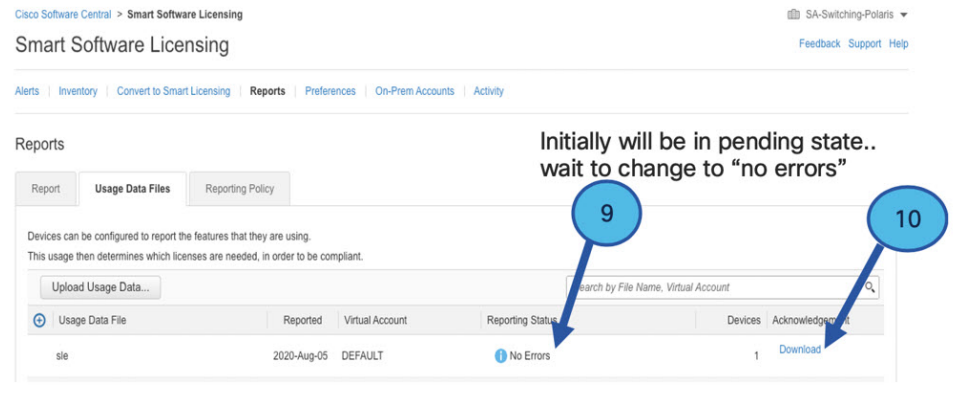 Cisco Software Central > Smart Software Licensing
SA-Switching-Polaris
Smart Software Licensing
Feedback Support Help
Alerts | Inventory | Convert to Smart Licensing | Reports | Preferences | On-Prem Accounts | Activity
Reports
Initially will be in pending state..
wait to change to “no errors”
Report
Usage Data Files
Reporting Policy
9
10
Devices can be configured to report the features that they are using.
This usage then determines which licenses are needed, in order to be compliant.
Upload Usage Data...
Search by File Name, Virtual Account
Usage Data File Reported Virtual Account Reporting Status Devices Acknowledgement
sle 2020-Aug-05 DEFAULT No Errors 1 Download